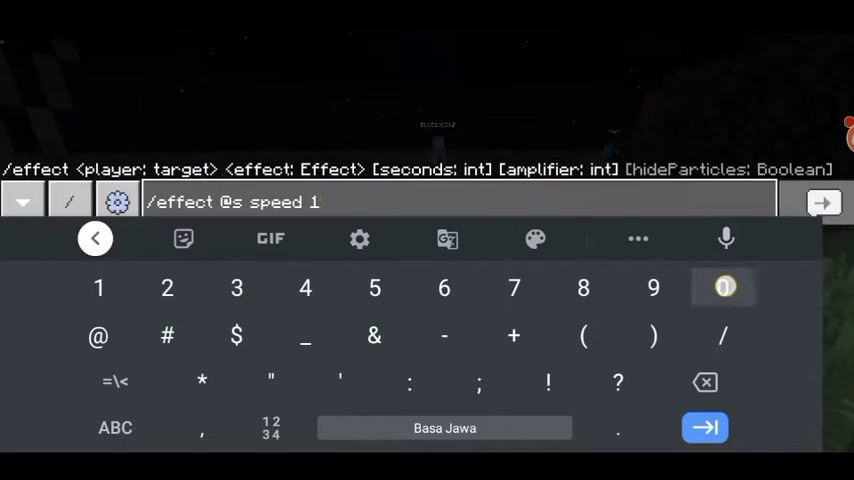 /effect <player: target> <effect: Effect> [seconds: int] [amplifier: int] [hideParticles: Boolean]
/
/effect @s speed 1
GIF
1 2 3 4 5 6 7 8 9 0
@ # $ _ & - + ( ) /
=\< * " ' : ; ! ?
ABC , 12 34 Basa Jawa .